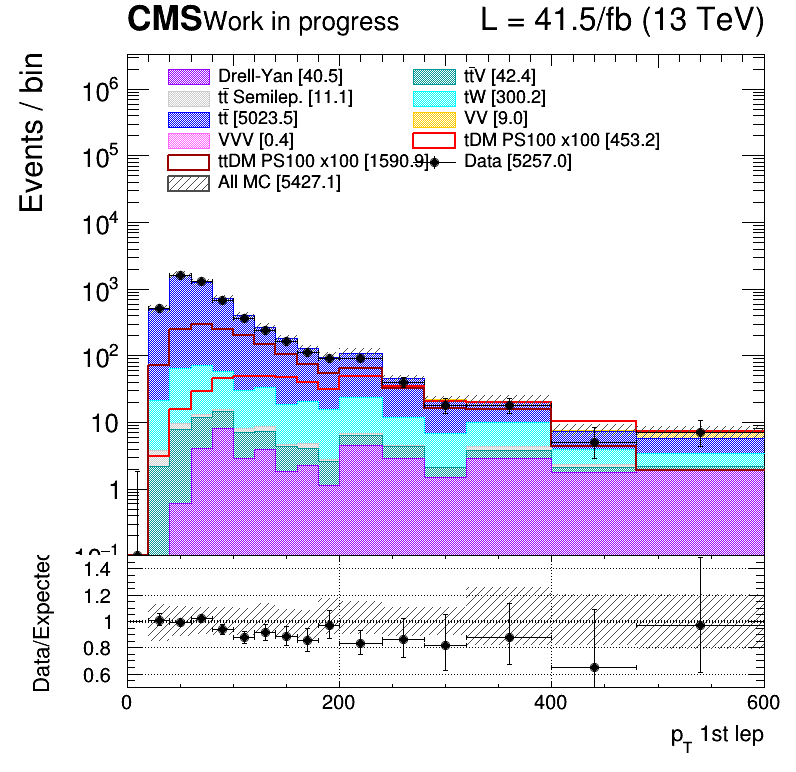 CMS Work in progress L = 41.5/fb (13 TeV)
Events / bin
Drell-Yan [40.5] tt̄V [42.4]
tt̄ Semilep. [11.1] tW [300.2]
tt̄ [5023.5] VV [9.0]
VVV [0.4] tDM PS100 x100 [453.2]
ttDM PS100 x100 [1590.9] Data [5257.0]
All MC [5427.1]
10⁶
10⁵
10⁴
10³
10²
10
1
10⁻¹
Data/Expected
1.4
1.2
1
0.8
0.6
0 200 400 600
p_T 1st lep